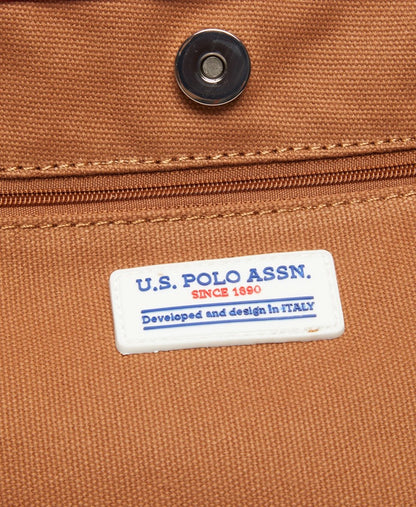 U.S. POLO ASSN.
SINCE 1890
Developed and design in ITALY